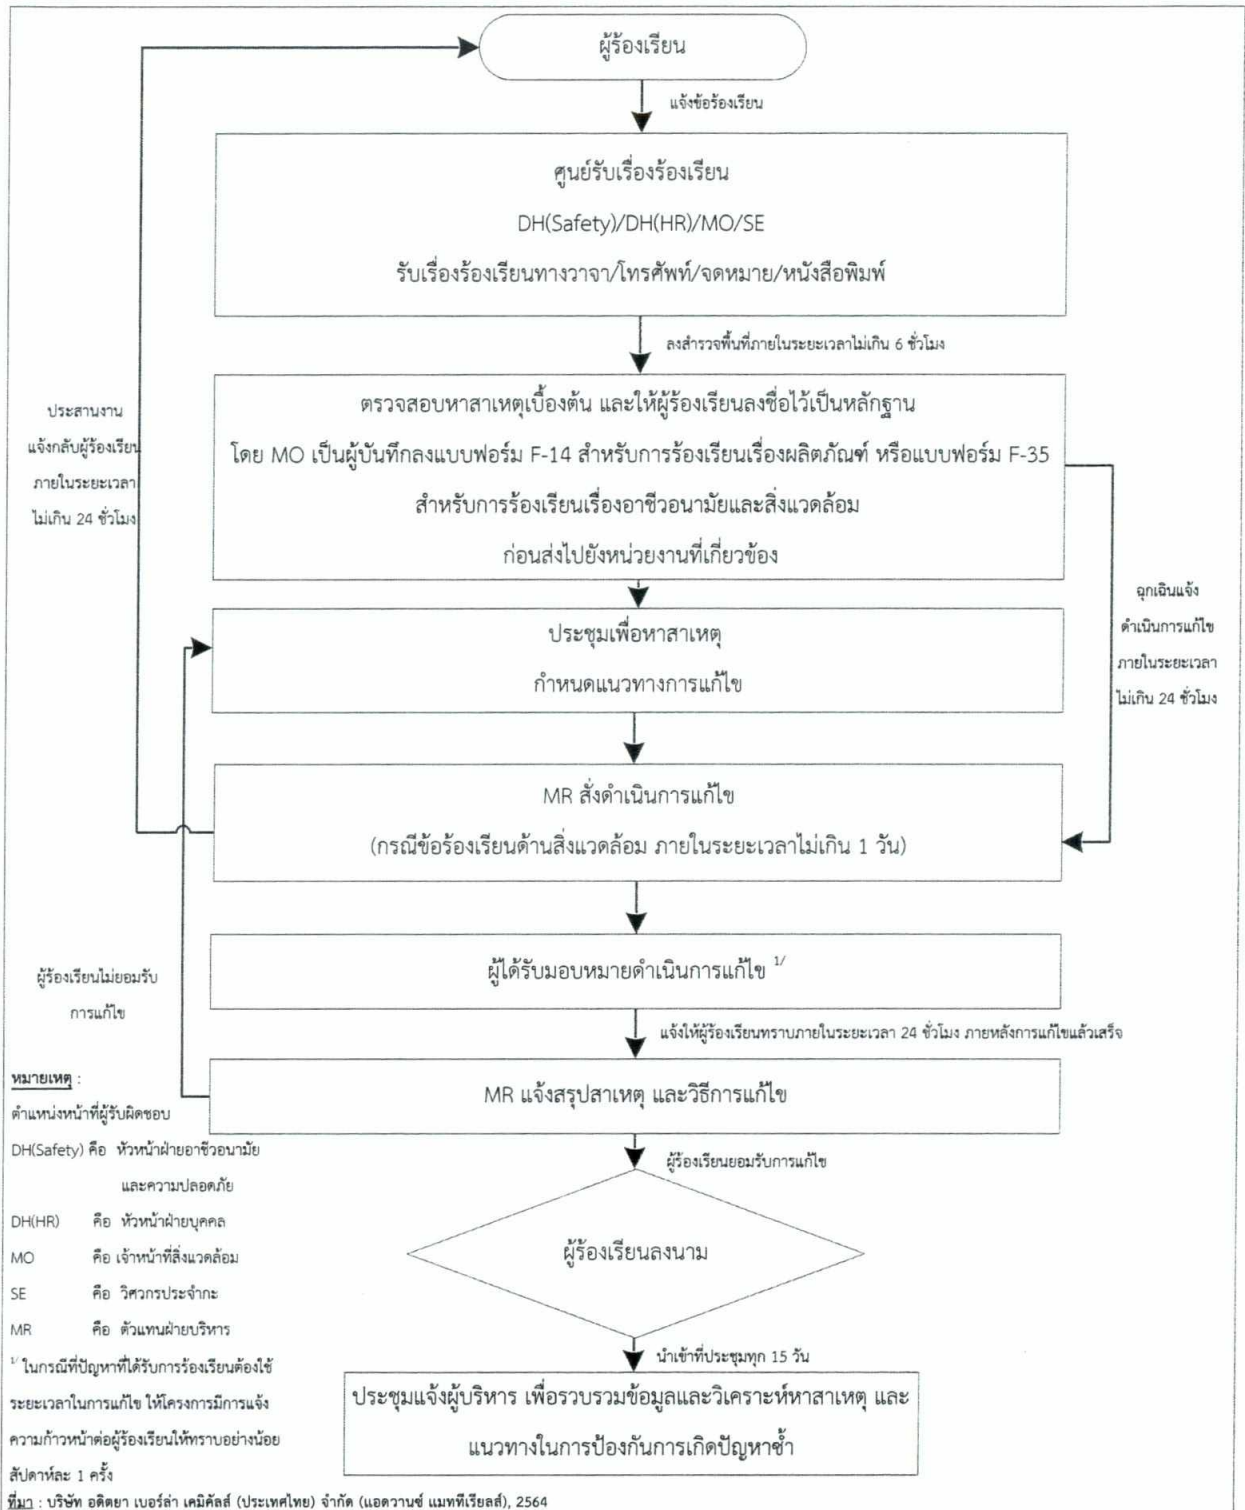 ผู้ร้องเรียน
แจ้งข้อร้องเรียน
ศูนย์รับเรื่องร้องเรียน
DH(Safety)/DH(HR)/MO/SE
รับเรื่องร้องเรียนทางวาจา/โทรศัพท์/จดหมาย/หนังสือพิมพ์
ลงสำรวจพื้นที่ภายในระยะเวลาไม่เกิน 6 ชั่วโมง
ตรวจสอบหาสาเหตุเบื้องต้น และให้ผู้ร้องเรียนลงชื่อไว้เป็นหลักฐาน
โดย MO เป็นผู้บันทึกลงแบบฟอร์ม F-14 สำหรับการร้องเรียนเรื่องผลิตภัณฑ์ หรือแบบฟอร์ม F-35
สำหรับการร้องเรียนเรื่องอาชีวอนามัยและสิ่งแวดล้อม
ก่อนส่งไปยังหน่วยงานที่เกี่ยวข้อง
ประสานงาน
แจ้งกลับผู้ร้องเรียน
ภายในระยะเวลา
ไม่เกิน 24 ชั่วโมง
ฉุกเฉินแจ้ง
ดำเนินการแก้ไข
ภายในระยะเวลา
ไม่เกิน 24 ชั่วโมง
ประชุมเพื่อหาสาเหตุ
กำหนดแนวทางการแก้ไข
MR สั่งดำเนินการแก้ไข
(กรณีข้อร้องเรียนด้านสิ่งแวดล้อม ภายในระยะเวลาไม่เกิน 1 วัน)
ผู้ได้รับมอบหมายดำเนินการแก้ไข 1/
ผู้ร้องเรียนไม่ยอมรับ
การแก้ไข
แจ้งให้ผู้ร้องเรียนทราบภายในระยะเวลา 24 ชั่วโมง ภายหลังการแก้ไขแล้วเสร็จ
MR แจ้งสรุปสาเหตุ และวิธีการแก้ไข
ผู้ร้องเรียนยอมรับการแก้ไข
ผู้ร้องเรียนลงนาม
นำเข้าที่ประชุมทุก 15 วัน
ประชุมแจ้งผู้บริหาร เพื่อรวบรวมข้อมูลและวิเคราะห์หาสาเหตุ และ
แนวทางในการป้องกันการเกิดปัญหาซ้ำ
หมายเหตุ :
ตำแหน่งหน้าที่ผู้รับผิดชอบ
DH(Safety) คือ หัวหน้าฝ่ายอาชีวอนามัย
และความปลอดภัย
DH(HR) คือ หัวหน้าฝ่ายบุคคล
MO คือ เจ้าหน้าที่สิ่งแวดล้อม
SE คือ วิศวกรประจำกะ
MR คือ ตัวแทนฝ่ายบริหาร
1/ ในกรณีที่ปัญหาที่ได้รับการร้องเรียนต้องใช้
ระยะเวลาในการแก้ไข ให้โครงการมีการแจ้ง
ความก้าวหน้าต่อผู้ร้องเรียนให้ทราบอย่างน้อย
สัปดาห์ละ 1 ครั้ง
ที่มา : บริษัท อดิตยา เบอร์ล่า เคมิคัลส์ (ประเทศไทย) จำกัด (แอดวานซ์ แมททีเรียลส์), 2564